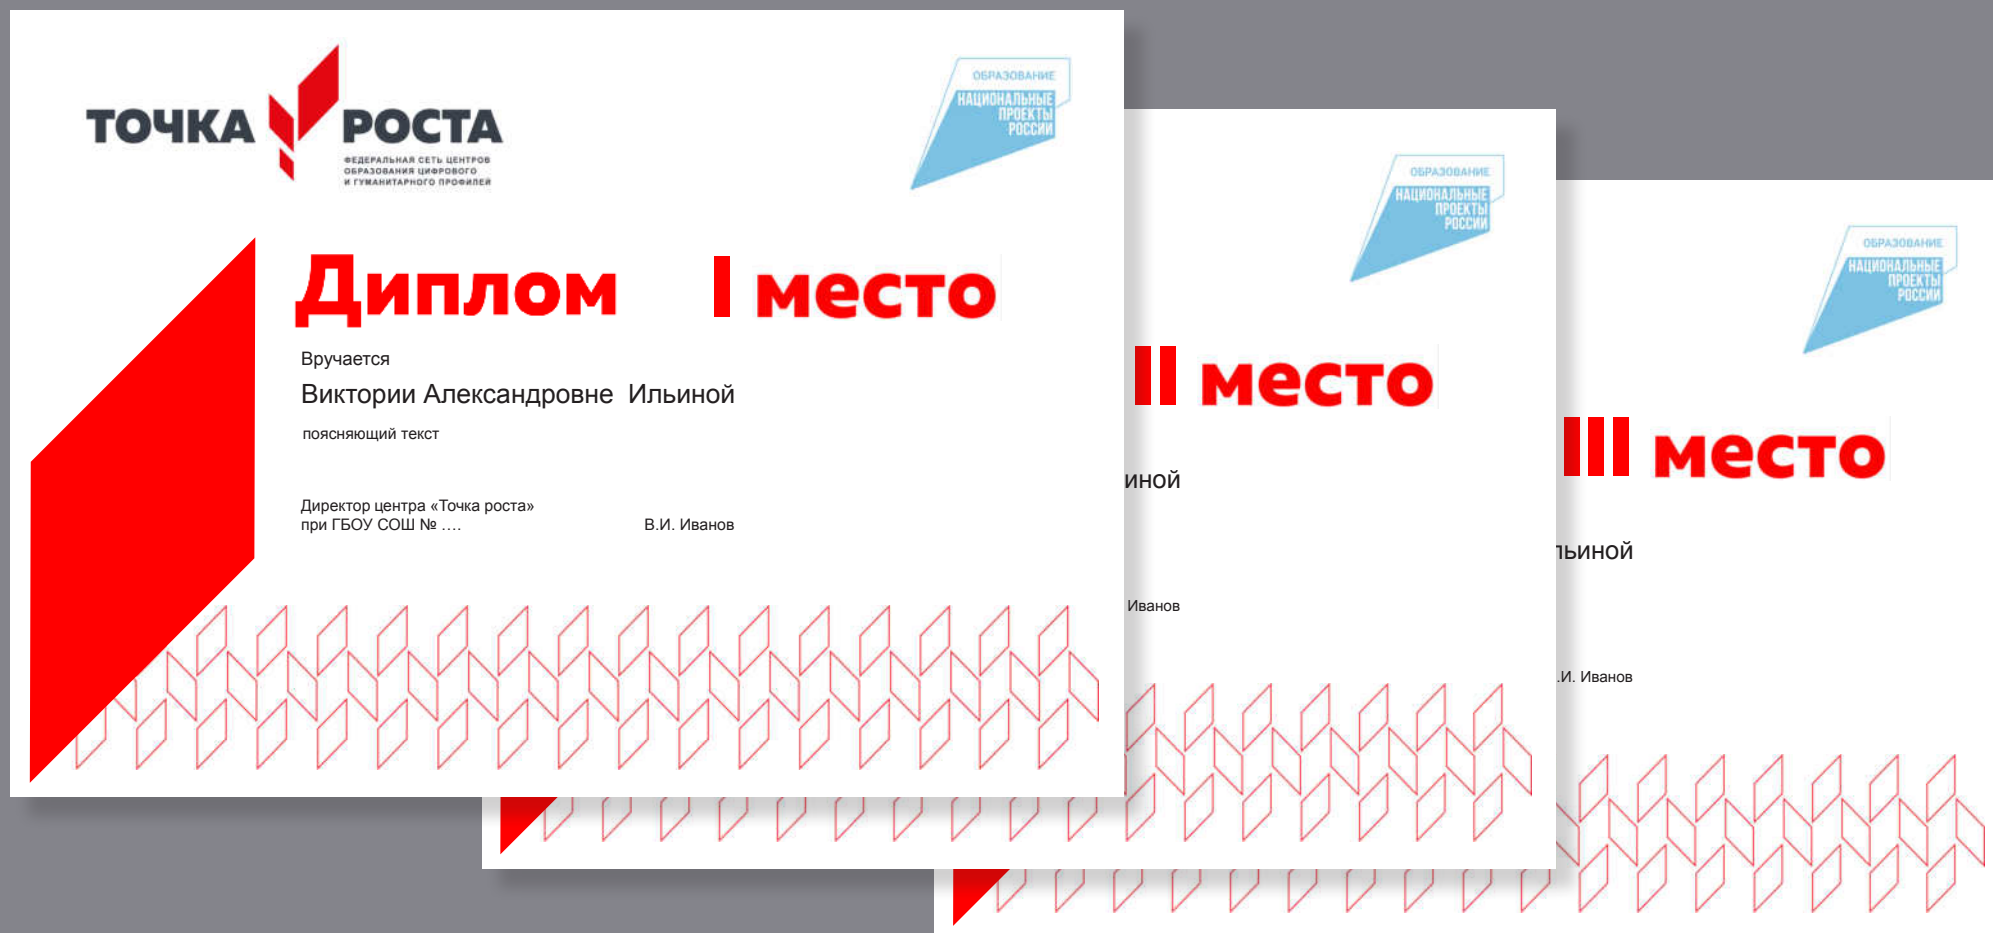 ТОЧКА РОСТА
ФЕДЕРАЛЬНАЯ СЕТЬ ЦЕНТРОВ
ОБРАЗОВАНИЯ ЦИФРОВОГО
И ГУМАНИТАРНОГО ПРОФИЛЕЙ
ОБРАЗОВАНИЕ
НАЦИОНАЛЬНЫЕ
ПРОЕКТЫ
РОССИИ
Диплом I место
Вручается
Виктории Александровне Ильиной
поясняющий текст
Директор центра «Точка роста»
при ГБОУ СОШ № .... В.И. Иванов
ОБРАЗОВАНИЕ
НАЦИОНАЛЬНЫЕ
ПРОЕКТЫ
РОССИИ
II место
иной
Иванов
ОБРАЗОВАНИЕ
НАЦИОНАЛЬНЫЕ
ПРОЕКТЫ
РОССИИ
III место
льиной
.И. Иванов